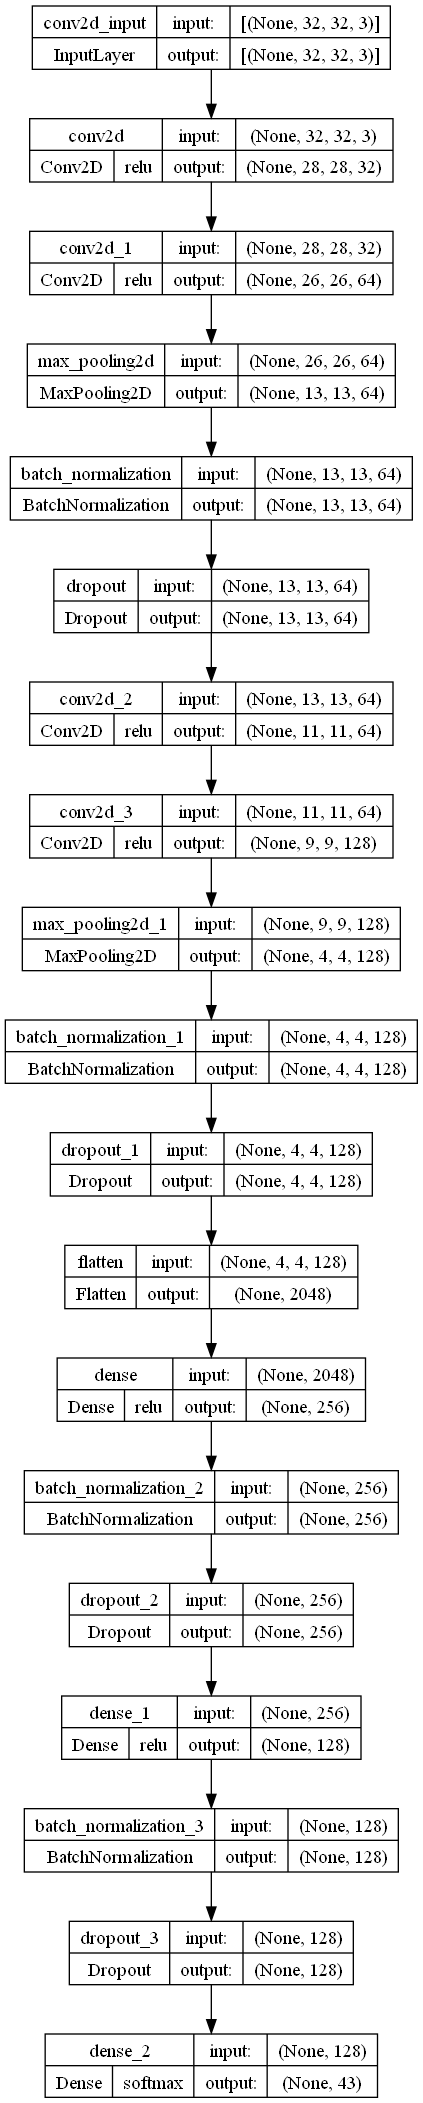 conv2d_input input: [(None, 32, 32, 3)]
InputLayer output: [(None, 32, 32, 3)]
conv2d input: (None, 32, 32, 3)
Conv2D relu output: (None, 28, 28, 32)
conv2d_1 input: (None, 28, 28, 32)
Conv2D relu output: (None, 26, 26, 64)
max_pooling2d input: (None, 26, 26, 64)
MaxPooling2D output: (None, 13, 13, 64)
batch_normalization input: (None, 13, 13, 64)
BatchNormalization output: (None, 13, 13, 64)
dropout input: (None, 13, 13, 64)
Dropout output: (None, 13, 13, 64)
conv2d_2 input: (None, 13, 13, 64)
Conv2D relu output: (None, 11, 11, 64)
conv2d_3 input: (None, 11, 11, 64)
Conv2D relu output: (None, 9, 9, 128)
max_pooling2d_1 input: (None, 9, 9, 128)
MaxPooling2D output: (None, 4, 4, 128)
batch_normalization_1 input: (None, 4, 4, 128)
BatchNormalization output: (None, 4, 4, 128)
dropout_1 input: (None, 4, 4, 128)
Dropout output: (None, 4, 4, 128)
flatten input: (None, 4, 4, 128)
Flatten output: (None, 2048)
dense input: (None, 2048)
Dense relu output: (None, 256)
batch_normalization_2 input: (None, 256)
BatchNormalization output: (None, 256)
dropout_2 input: (None, 256)
Dropout output: (None, 256)
dense_1 input: (None, 256)
Dense relu output: (None, 128)
batch_normalization_3 input: (None, 128)
BatchNormalization output: (None, 128)
dropout_3 input: (None, 128)
Dropout output: (None, 128)
dense_2 input: (None, 128)
Dense softmax output: (None, 43)